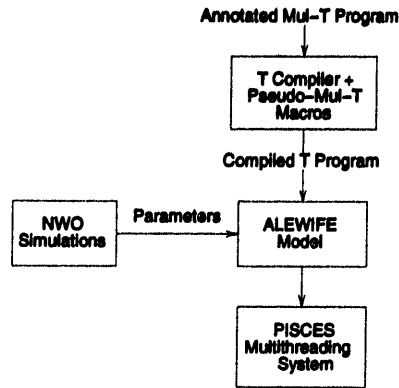 Annotated Mul-T Program
T Compiler +
Pseudo-Mul-T
Macros
Compiled T Program
Parameters
NWO
Simulations
ALEWIFE
Model
PISCES
Multithreading
System